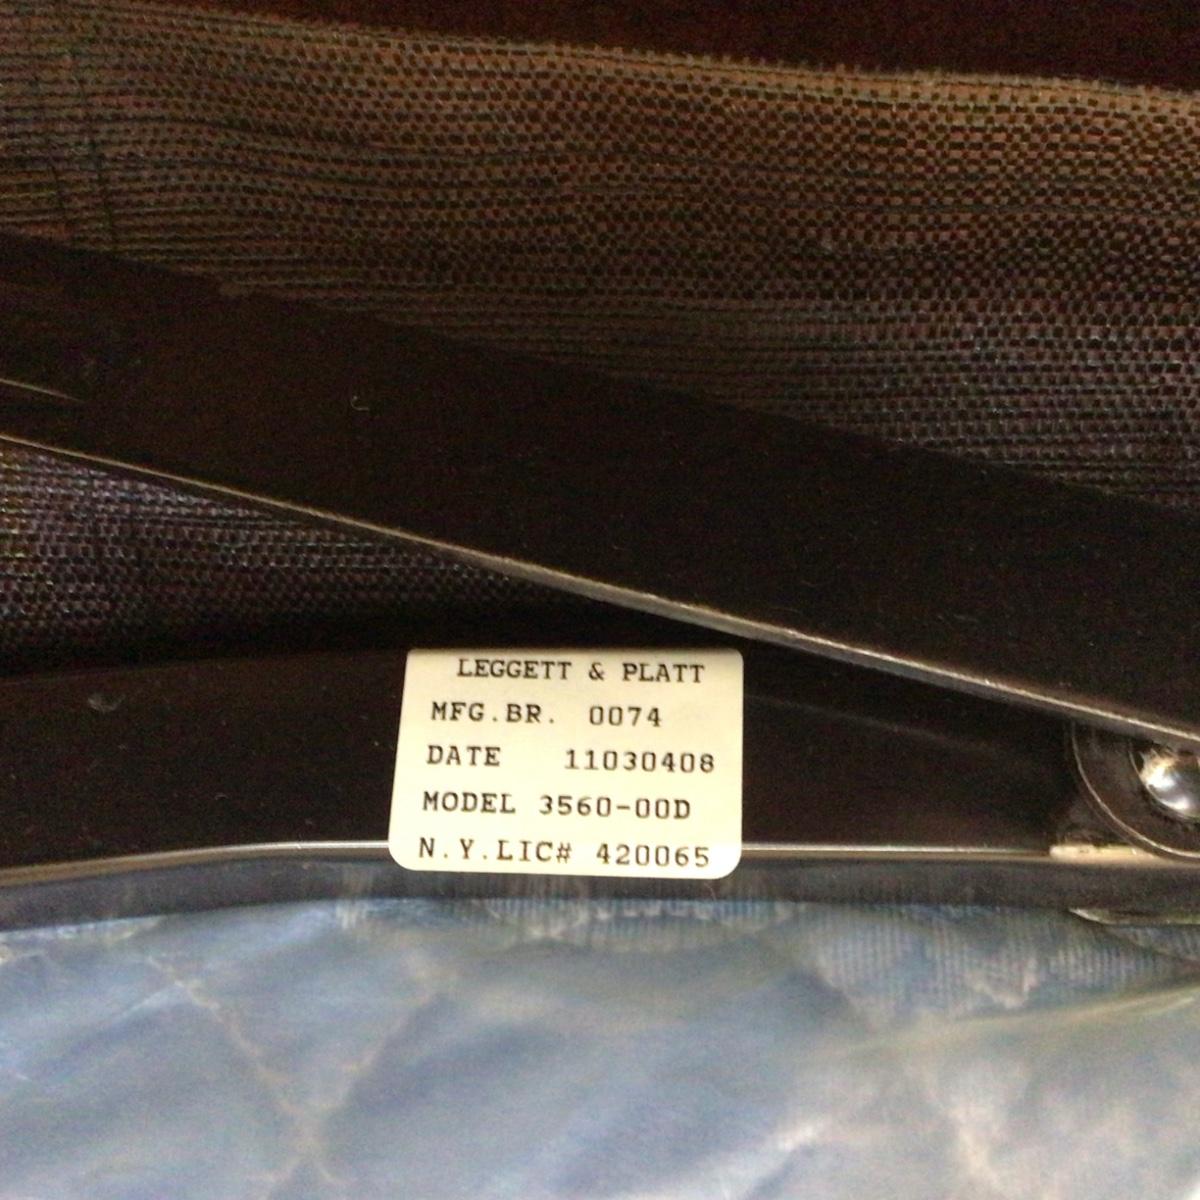 LEGGETT & PLATT
MFG.BR. 0074
DATE 11030408
MODEL 3560-00D
N.Y.LIC# 420065